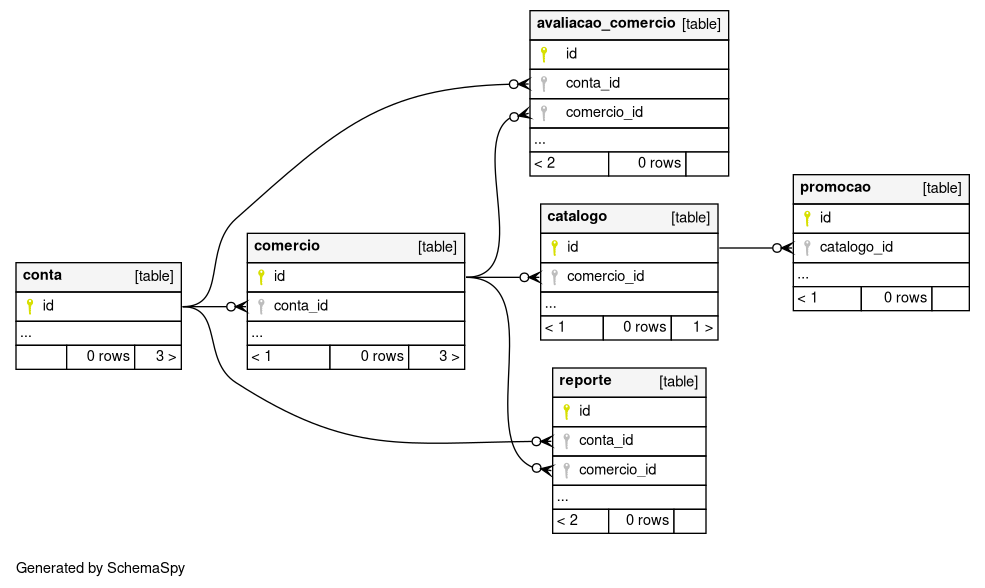 avaliacao_comercio [table]
id
conta_id
comercio_id
...
< 2 0 rows
promocao [table]
id
catalogo_id
...
< 1 0 rows
catalogo [table]
id
comercio_id
...
< 1 0 rows 1 >
comercio [table]
id
conta_id
...
< 1 0 rows 3 >
conta [table]
id
...
0 rows 3 >
reporte [table]
id
conta_id
comercio_id
...
< 2 0 rows
Generated by SchemaSpy